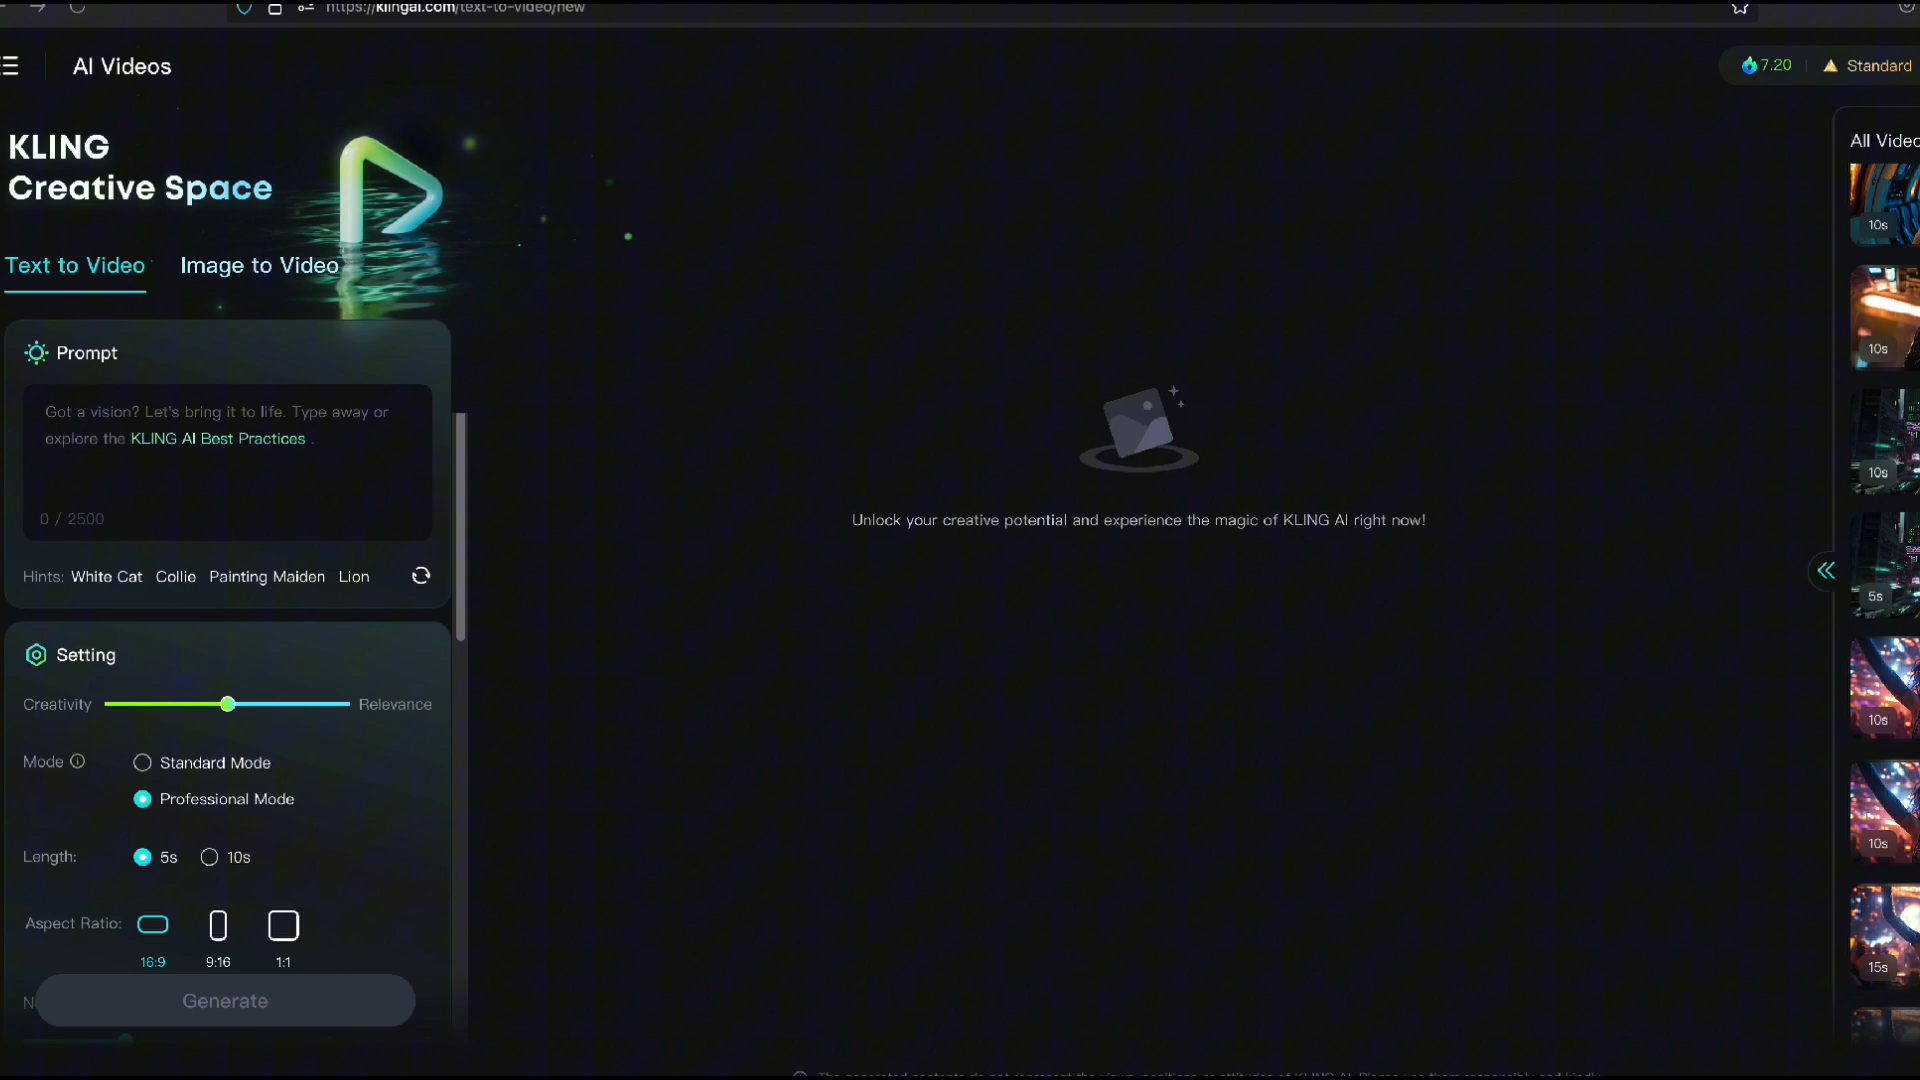 https://klingai.com/text-to-video/new
AI Videos
7.20
Standard
KLING
Creative Space
Text to Video
Image to Video
Prompt
Got a vision? Let's bring it to life. Type away or
explore the KLING AI Best Practices .
0 / 2500
Hints: White Cat Collie Painting Maiden Lion
Setting
Creativity
Relevance
Mode
Standard Mode
Professional Mode
Length:
5s
10s
Aspect Ratio:
16:9
9:16
1:1
Generate
Unlock your creative potential and experience the magic of KLING AI right now!
All
10s
10s
10s
5s
10s
10s
15s